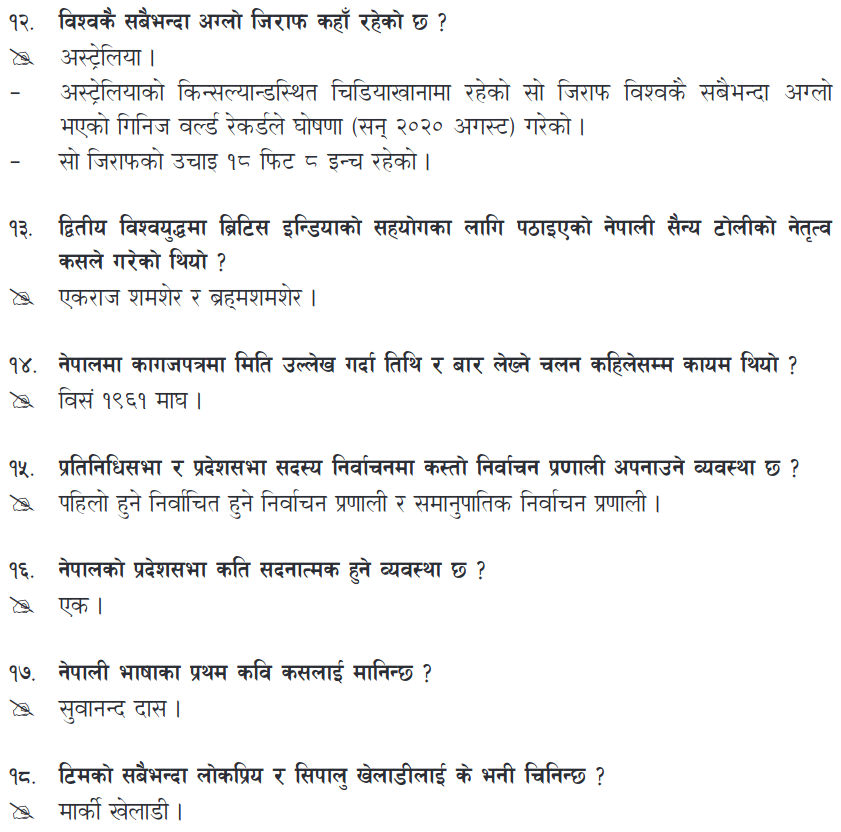 १२. विश्वकै सबैभन्दा अग्लो जिराफ कहाँ रहेको छ ?
अस्ट्रेलिया ।
– अस्ट्रेलियाको किन्सल्यान्डस्थित चिडियाखानामा रहेको सो जिराफ विश्वकै सबैभन्दा अग्लो
भएको गिनिज वर्ल्ड रेकर्डले घोषणा (सन् २०२० अगस्ट) गरेको ।
– सो जिराफको उचाइ १८ फिट ८ इन्च रहेको ।
१३. द्वितीय विश्वयुद्धमा ब्रिटिस इन्डियाको सहयोगका लागि पठाइएको नेपाली सैन्य टोलीको नेतृत्व
कसले गरेको थियो ?
एकराज शमशेर र ब्रह्मशमशेर ।
१४. नेपालमा कागजपत्रमा मिति उल्लेख गर्दा तिथि र बार लेख्ने चलन कहिलेसम्म कायम थियो ?
विसं १९६१ माघ ।
१५. प्रतिनिधिसभा र प्रदेशसभा सदस्य निर्वाचनमा कस्तो निर्वाचन प्रणाली अपनाउने व्यवस्था छ ?
पहिलो हुने निर्वाचित हुने निर्वाचन प्रणाली र समानुपातिक निर्वाचन प्रणाली ।
१६. नेपालको प्रदेशसभा कति सदनात्मक हुने व्यवस्था छ ?
एक ।
१७. नेपाली भाषाका प्रथम कवि कसलाई मानिन्छ ?
सुवानन्द दास ।
१८. टिमको सबैभन्दा लोकप्रिय र सिपालु खेलाडीलाई के भनी चिनिन्छ ?
मार्की खेलाडी ।